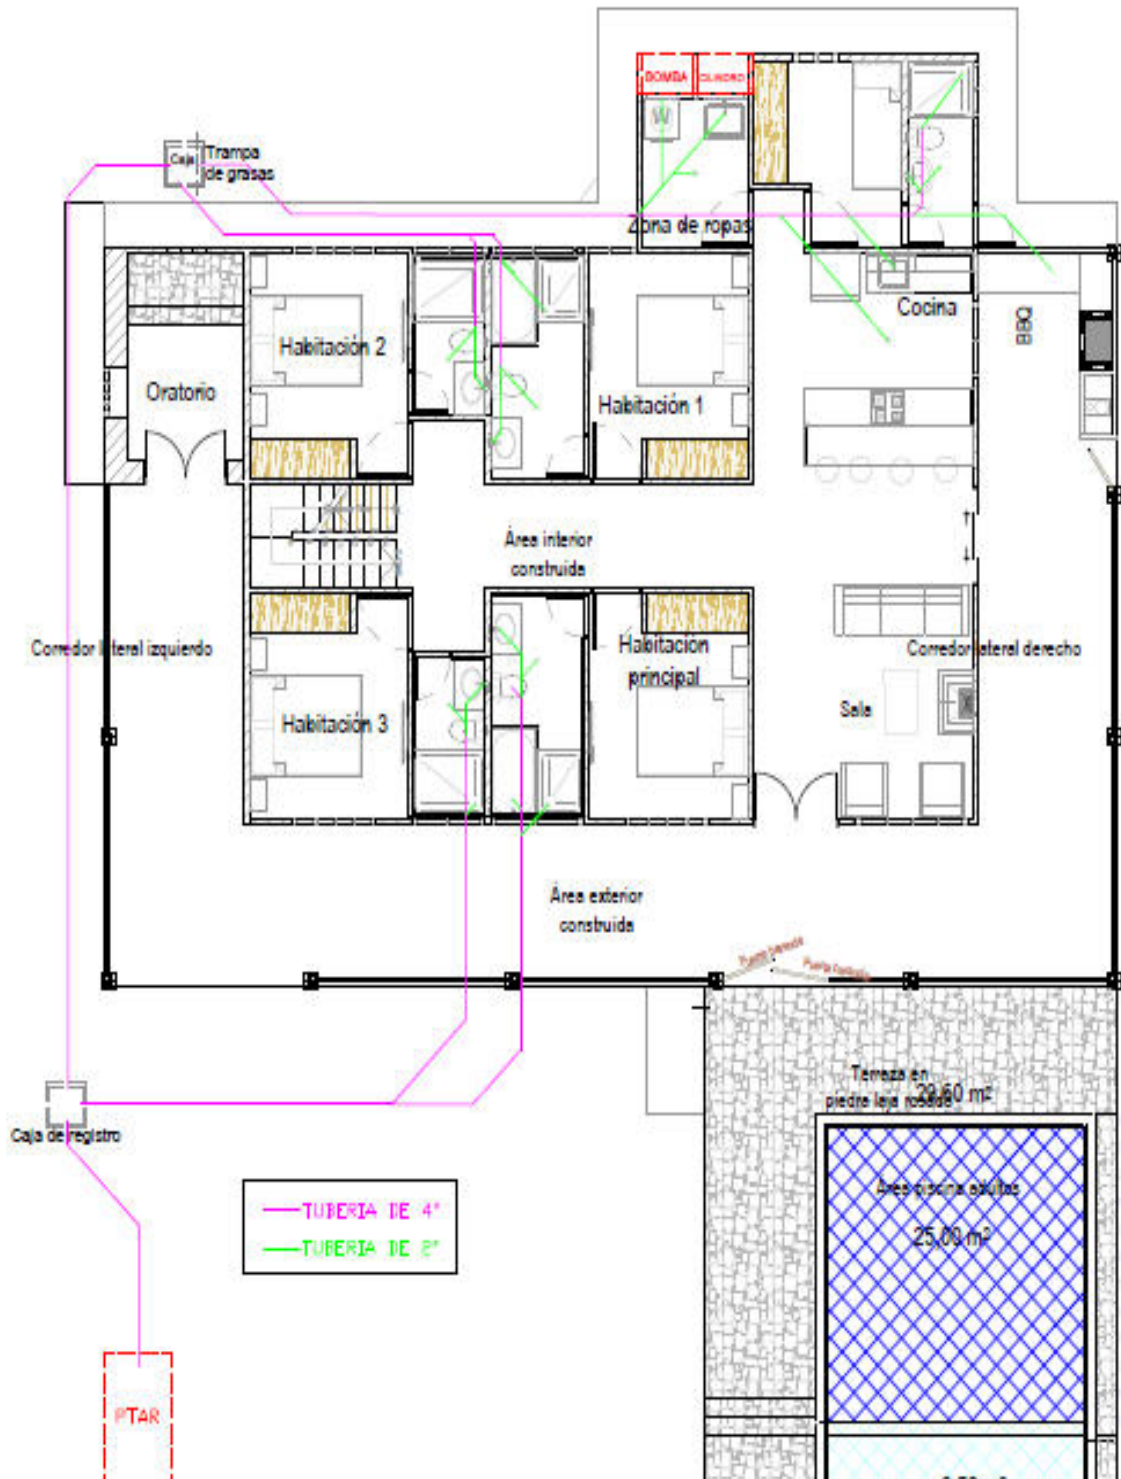 BOMBA
CILINDRO
W
Caja
Trampa
de grasas
Zona de ropas
Cocina
BBQ
Habitación 2
Oratorio
Habitación 1
Área interior
construida
Corredor lateral izquierdo
Habitación
principal
Corredor lateral derecho
Sala
Habitación 3
Área exterior
construida
Terraza en
piedra laja rosada
29,60 m²
Caja de registro
TUBERIA DE 4"
TUBERIA DE 2"
Área piscina adultos
25,00 m²
PTAR